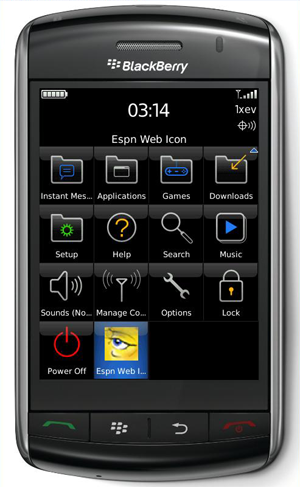 BlackBerry
03:14
1xev
Espn Web Icon
Instant Mes... Applications Games Downloads
Setup Help Search Music
Sounds (No... Manage Co... Options Lock
Power Off Espn Web I...